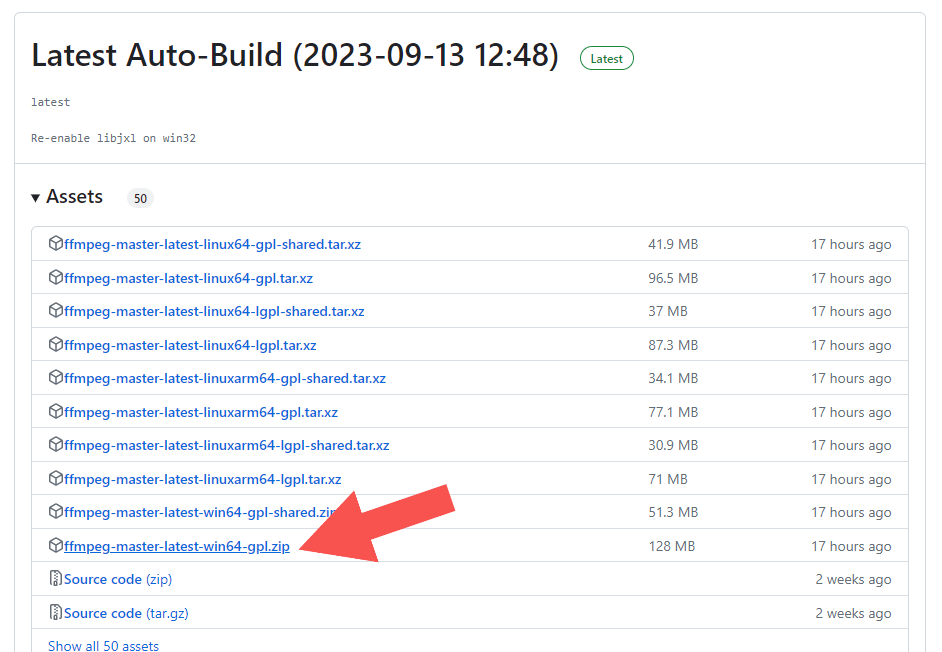 Latest Auto-Build (2023-09-13 12:48) Latest
latest
Re-enable libjxl on win32
Assets 50
ffmpeg-master-latest-linux64-gpl-shared.tar.xz 41.9 MB 17 hours ago
ffmpeg-master-latest-linux64-gpl.tar.xz 96.5 MB 17 hours ago
ffmpeg-master-latest-linux64-lgpl-shared.tar.xz 37 MB 17 hours ago
ffmpeg-master-latest-linux64-lgpl.tar.xz 87.3 MB 17 hours ago
ffmpeg-master-latest-linuxarm64-gpl-shared.tar.xz 34.1 MB 17 hours ago
ffmpeg-master-latest-linuxarm64-gpl.tar.xz 77.1 MB 17 hours ago
ffmpeg-master-latest-linuxarm64-lgpl-shared.tar.xz 30.9 MB 17 hours ago
ffmpeg-master-latest-linuxarm64-lgpl.tar.xz 71 MB 17 hours ago
ffmpeg-master-latest-win64-gpl-shared.zip 51.3 MB 17 hours ago
ffmpeg-master-latest-win64-gpl.zip 128 MB 17 hours ago
Source code (zip) 2 weeks ago
Source code (tar.gz) 2 weeks ago
Show all 50 assets